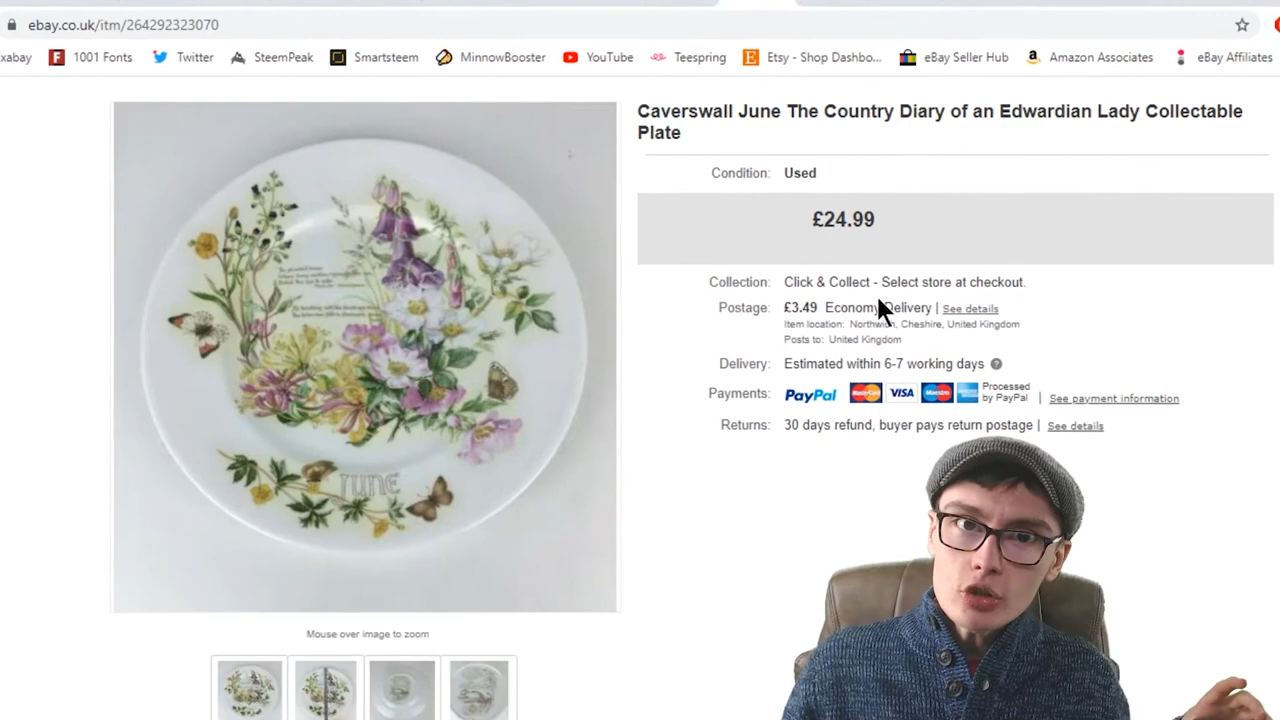 ebay.co.uk/itm/264292323070
xabay 1001 Fonts Twitter SteemPeak Smartsteem MinnowBooster YouTube Teespring Etsy - Shop Dashbo... eBay Seller Hub Amazon Associates eBay Affiliates
Caverswall June The Country Diary of an Edwardian Lady Collectable
Plate
Condition: Used
£24.99
Collection: Click & Collect - Select store at checkout.
Postage: £3.49 Economy Delivery | See details
Item location: Northwich, Cheshire, United Kingdom
Posts to: United Kingdom
Delivery: Estimated within 6-7 working days
Payments: PayPal MasterCard VISA Maestro Processed
by PayPal | See payment information
Returns: 30 days refund, buyer pays return postage | See details
JUNE
Mouse over image to zoom